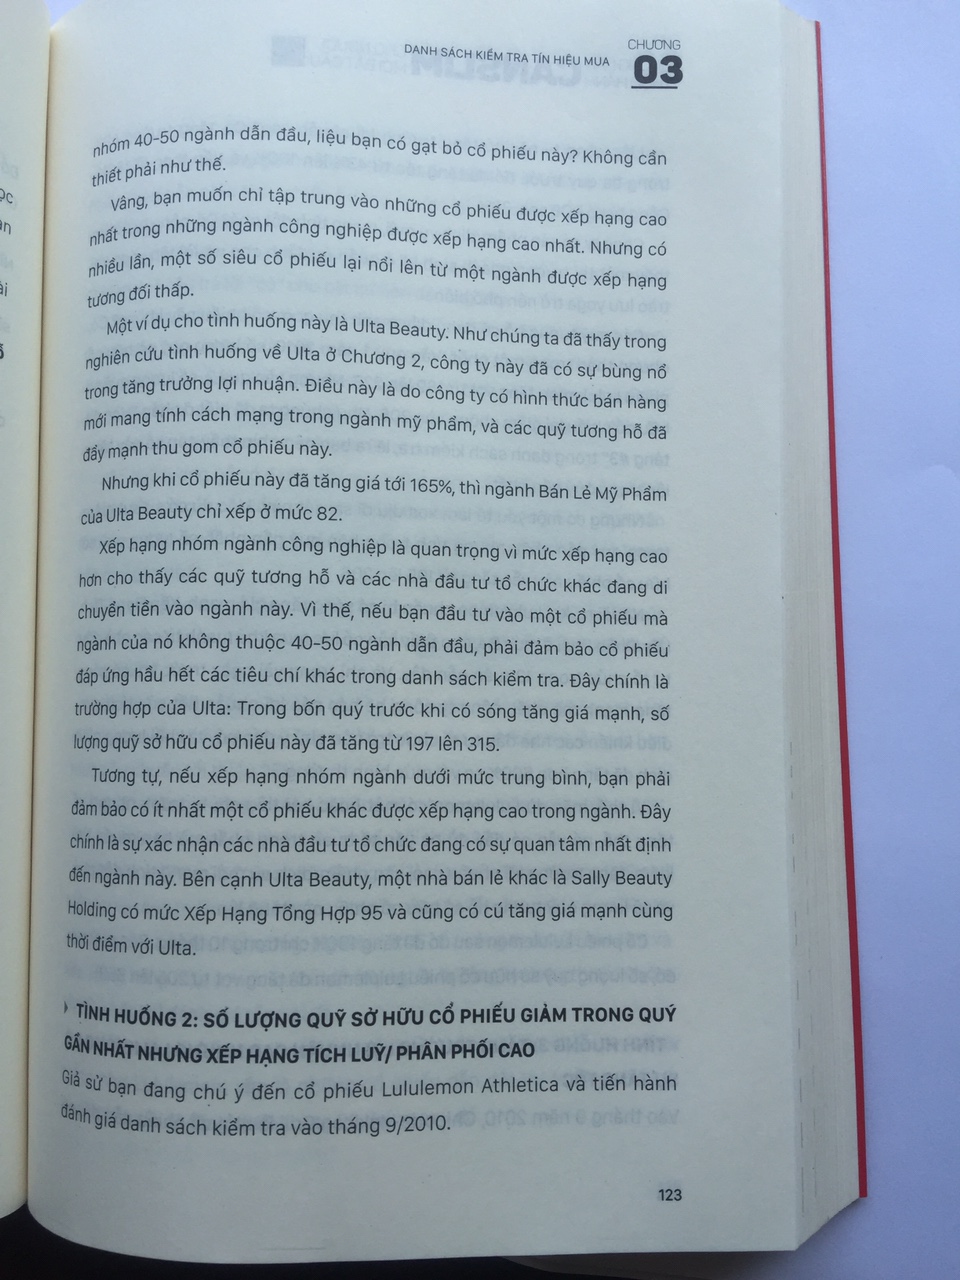 DANH SÁCH KIỂM TRA TÍN HIỆU MUA
CHƯƠNG
03
nhóm 40-50 ngành dẫn đầu, liệu bạn có gạt bỏ cổ phiếu này? Không cần
thiết phải như thế.
Vâng, bạn muốn chỉ tập trung vào những cổ phiếu được xếp hạng cao
nhất trong những ngành công nghiệp được xếp hạng cao nhất. Nhưng có
nhiều lần, một số siêu cổ phiếu lại nổi lên từ một ngành được xếp hạng
tương đối thấp.
Một ví dụ cho tình huống này là Ulta Beauty. Như chúng ta đã thấy trong
nghiên cứu tình huống về Ulta ở Chương 2, công ty này đã có sự bùng nổ
trong tăng trưởng lợi nhuận. Điều này là do công ty có hình thức bán hàng
mới mang tính cách mạng trong ngành mỹ phẩm, và các quỹ tương hỗ đã
đẩy mạnh thu gom cổ phiếu này.
Nhưng khi cổ phiếu này đã tăng giá tới 165%, thì ngành Bán Lẻ Mỹ Phẩm
của Ulta Beauty chỉ xếp ở mức 82.
Xếp hạng nhóm ngành công nghiệp là quan trọng vì mức xếp hạng cao
hơn cho thấy các quỹ tương hỗ và các nhà đầu tư tổ chức khác đang di
chuyển tiền vào ngành này. Vì thế, nếu bạn đầu tư vào một cổ phiếu mà
ngành của nó không thuộc 40-50 ngành dẫn đầu, phải đảm bảo cổ phiếu
đáp ứng hầu hết các tiêu chí khác trong danh sách kiểm tra. Đây chính là
trường hợp của Ulta: Trong bốn quý trước khi có sóng tăng giá mạnh, số
lượng quỹ sở hữu cổ phiếu này đã tăng từ 197 lên 315.
Tương tự, nếu xếp hạng nhóm ngành dưới mức trung bình, bạn phải
đảm bảo có ít nhất một cổ phiếu khác được xếp hạng cao trong ngành. Đây
chính là sự xác nhận các nhà đầu tư tổ chức đang có sự quan tâm nhất định
đến ngành này. Bên cạnh Ulta Beauty, một nhà bán lẻ khác là Sally Beauty
Holding có mức Xếp Hạng Tổng Hợp 95 và cũng có cú tăng giá mạnh cùng
thời điểm với Ulta.
TÌNH HUỐNG 2: SỐ LƯỢNG QUỸ SỞ HỮU CỔ PHIẾU GIẢM TRONG QUÝ
GẦN NHẤT NHƯNG XẾP HẠNG TÍCH LUỸ/ PHÂN PHỐI CAO
Giả sử bạn đang chú ý đến cổ phiếu Lululemon Athletica và tiến hành
đánh giá danh sách kiểm tra vào tháng 9/2010.
123